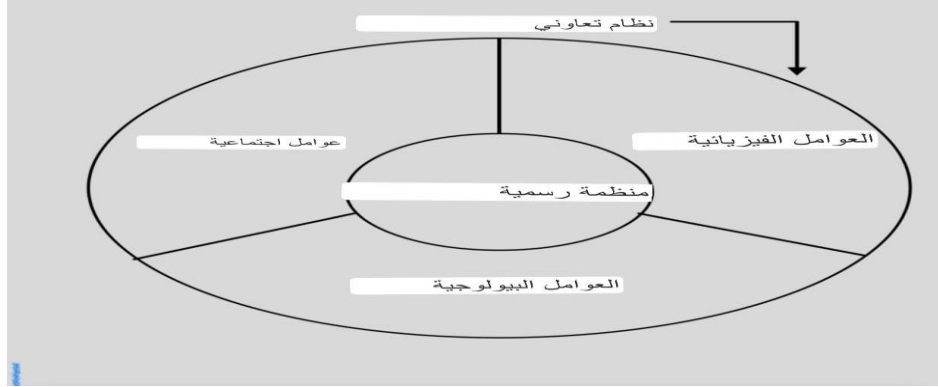 نظام تعاوني
العوامل الفيزيائية
عوامل اجتماعية
منظمة رسمية
العوامل البيولوجية